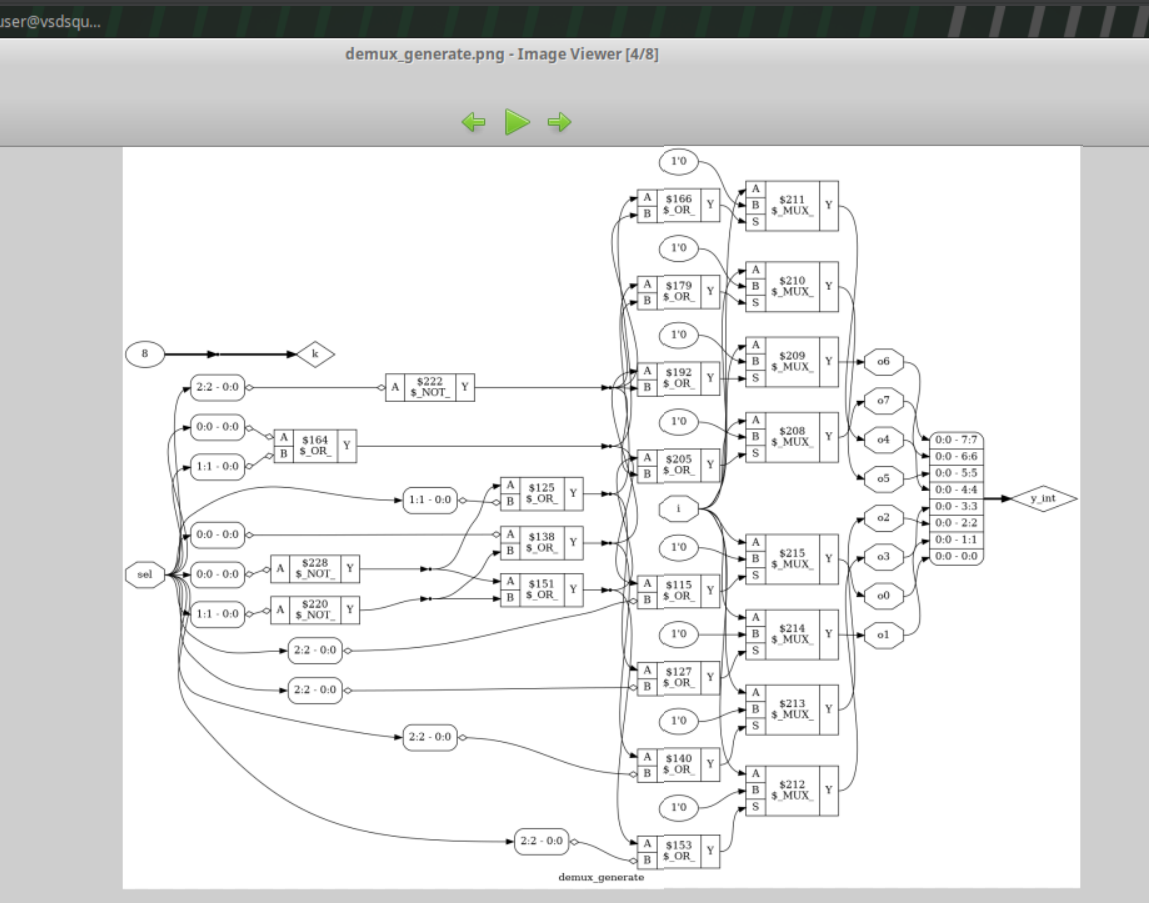 user@vsdsqu...
demux_generate.png - Image Viewer [4/8]
1'0
A B $166 $_OR_ Y
A B S $211 $_MUX_ Y
1'0
A B $179 $_OR_ Y
A B S $210 $_MUX_ Y
1'0
A B $192 $_OR_ Y
A B S $209 $_MUX_ Y
8
k
o6
2:2 - 0:0
A $222 $_NOT_ Y
o7
0:0 - 0:0
1'0
A B S $208 $_MUX_ Y
A B $164 $_OR_ Y
o4
0:0 - 7:7
0:0 - 6:6
0:0 - 5:5
0:0 - 4:4
0:0 - 3:3
0:0 - 2:2
0:0 - 1:1
0:0 - 0:0
y_int
1:1 - 0:0
A B $205 $_OR_ Y
o5
1:1 - 0:0
A B $125 $_OR_ Y
i
o2
0:0 - 0:0
A B $138 $_OR_ Y
1'0
A B S $215 $_MUX_ Y
o3
sel
0:0 - 0:0
A $228 $_NOT_ Y
A B $151 $_OR_ Y
A B $115 $_OR_ Y
o0
1:1 - 0:0
A $220 $_NOT_ Y
1'0
A B S $214 $_MUX_ Y
o1
2:2 - 0:0
2:2 - 0:0
A B $127 $_OR_ Y
1'0
A B S $213 $_MUX_ Y
2:2 - 0:0
A B $140 $_OR_ Y
1'0
A B S $212 $_MUX_ Y
2:2 - 0:0
A B $153 $_OR_ Y
demux_generate